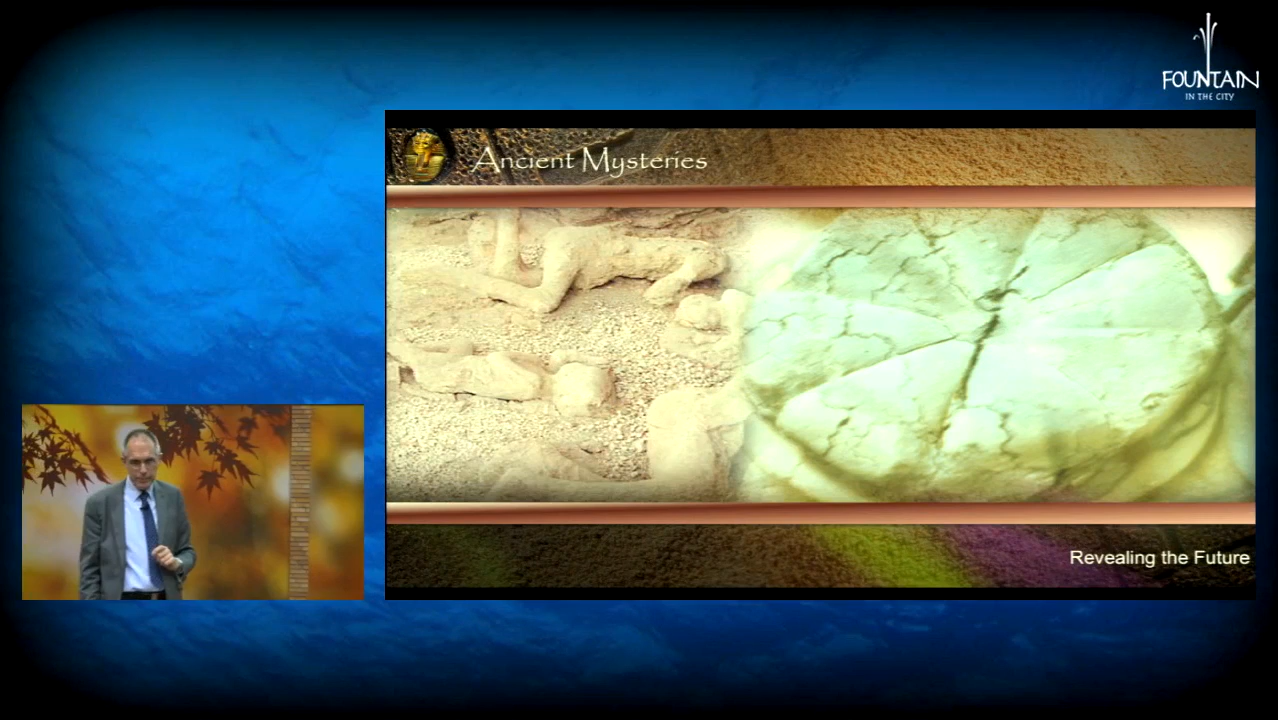 FOUNTAIN
IN THE CITY
Ancient Mysteries
Revealing the Future